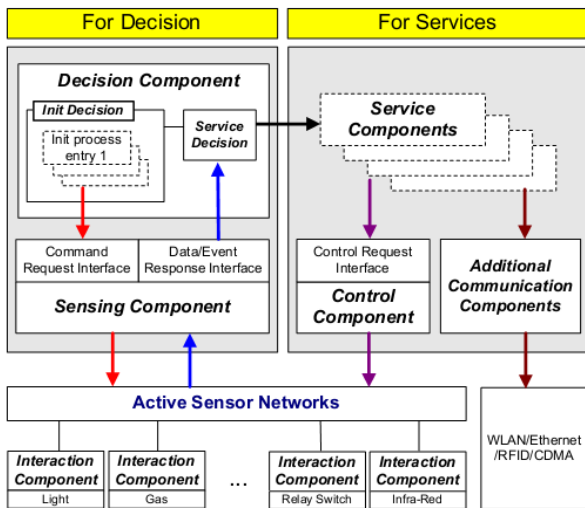 For Decision
For Services
Decision Component
Init Decision
Init process
entry 1
Service
Decision
Service
Components
Command
Request Interface
Data/Event
Response Interface
Sensing Component
Control Request
Interface
Control
Component
Additional
Communication
Components
Active Sensor Networks
WLAN/Ethernet
/RFID/CDMA
Interaction
Component
Light
Interaction
Component
Gas
...
Interaction
Component
Relay Switch
Interaction
Component
Infra-Red